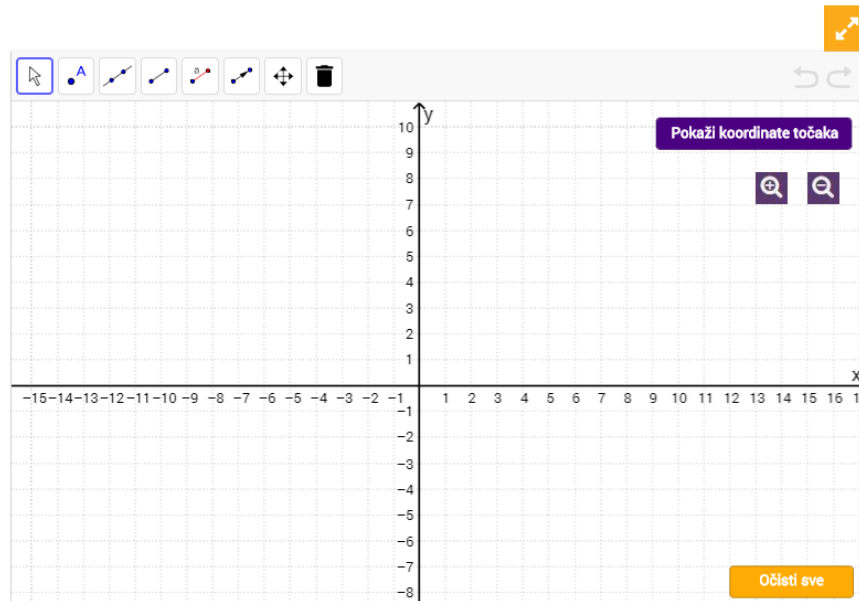 A
a
y
10
Pokaži koordinate točaka
9
8
7
6
5
4
3
2
1
x
−15 −14 −13 −12 −11 −10 −9 −8 −7 −6 −5 −4 −3 −2 −1 1 2 3 4 5 6 7 8 9 10 11 12 13 14 15 16 1
−1
−2
−3
−4
−5
−6
−7
Očisti sve
−8